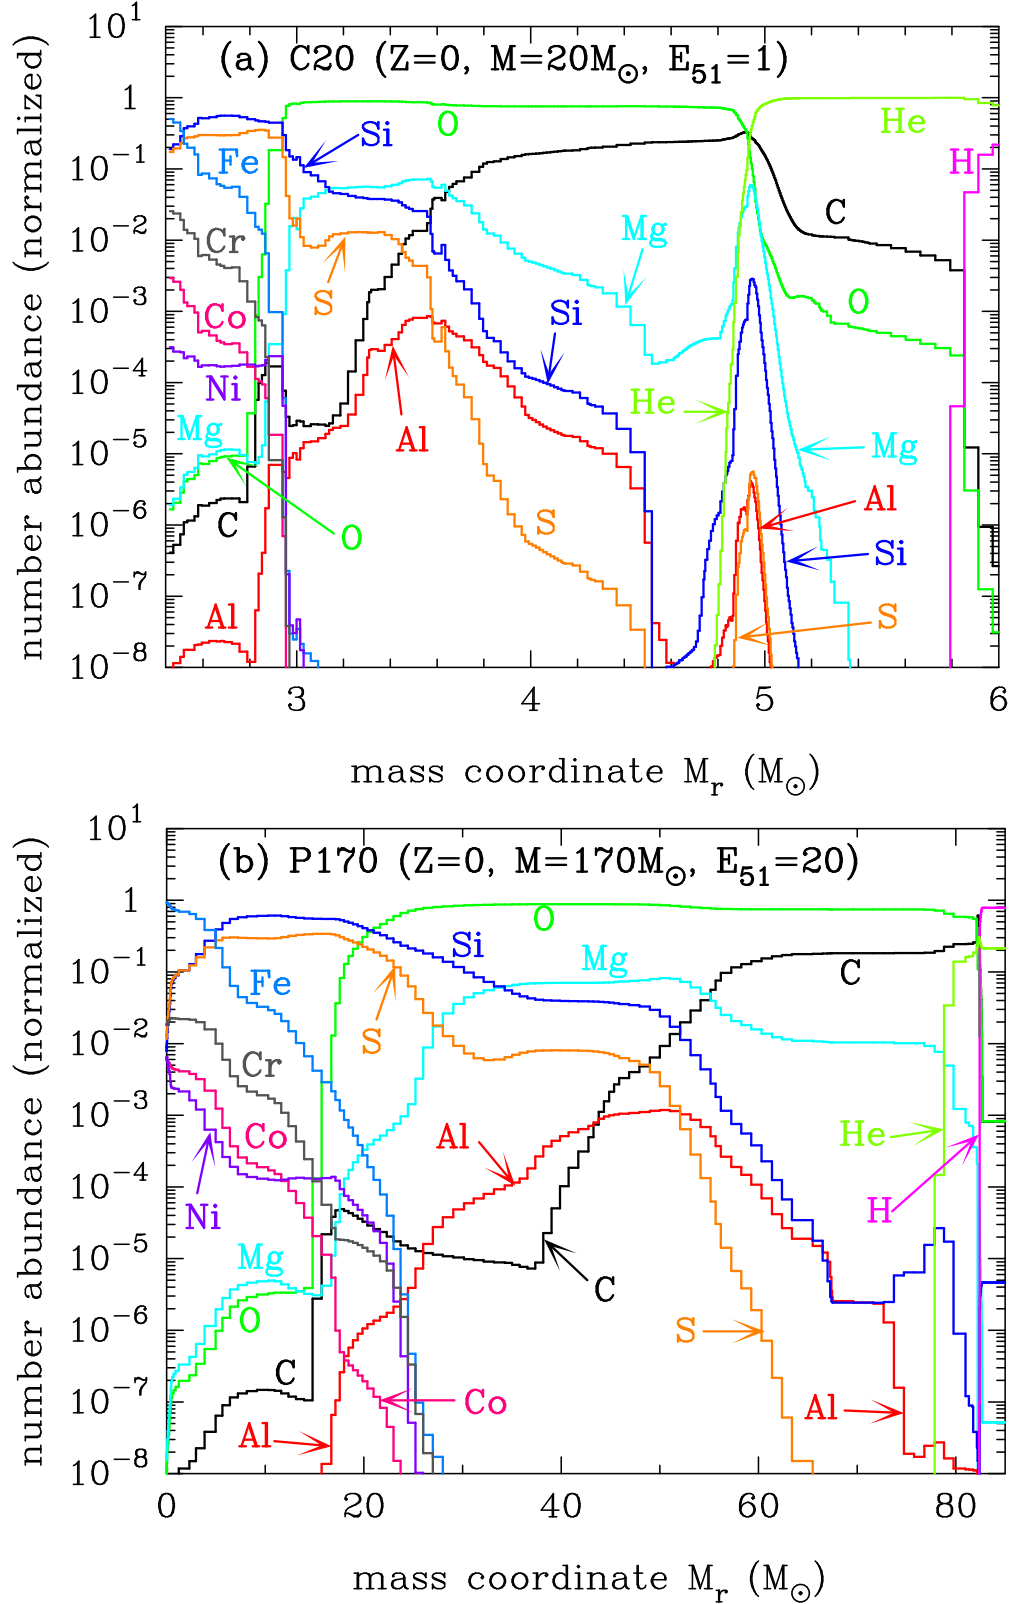 number abundance (normalized)
10^1
1
10^-1
10^-2
10^-3
10^-4
10^-5
10^-6
10^-7
10^-8
(a) C20 (Z=0, M=20M⊙, E51=1)
O
He
Si
Fe
H
C
Cr
Mg
S
Co
O
Si
Ni
He
Mg
Al
Mg
Al
S
C
O
Si
Al
S
3 4 5 6
mass coordinate Mr (M⊙)
number abundance (normalized)
10^1
1
10^-1
10^-2
10^-3
10^-4
10^-5
10^-6
10^-7
10^-8
(b) P170 (Z=0, M=170M⊙, E51=20)
O
Si
Mg
C
Fe
S
Cr
Co
Al
He
Ni
H
Mg
C
O
S
C
Co
Al
Al
0 20 40 60 80
mass coordinate Mr (M⊙)